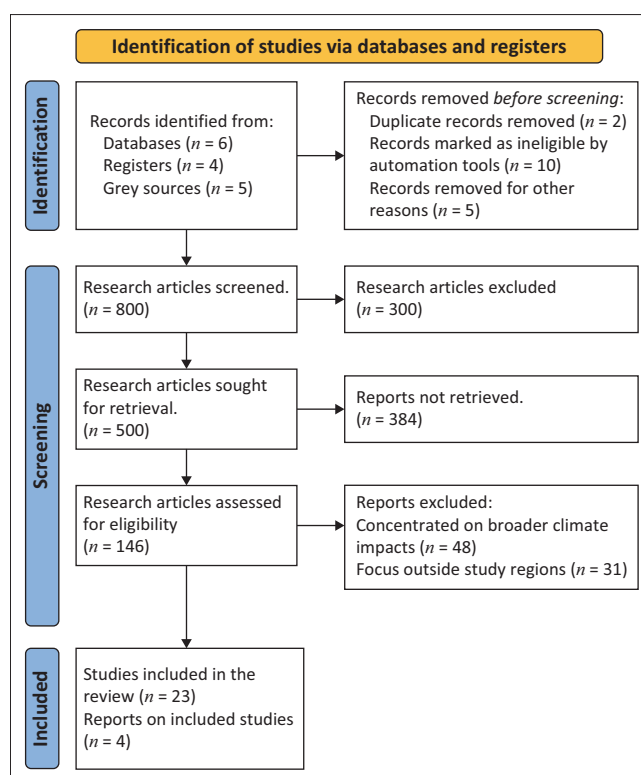 Identification of studies via databases and registers
Identification
Records identified from:
Databases (n = 6)
Registers (n = 4)
Grey sources (n = 5)
Records removed before screening:
Duplicate records removed (n = 2)
Records marked as ineligible by
automation tools (n = 10)
Records removed for other
reasons (n = 5)
Screening
Research articles screened.
(n = 800)
Research articles excluded
(n = 300)
Research articles sought
for retrieval.
(n = 500)
Reports not retrieved.
(n = 384)
Research articles assessed
for eligibility
(n = 146)
Reports excluded:
Concentrated on broader climate
impacts (n = 48)
Focus outside study regions (n = 31)
Included
Studies included in the
review (n = 23)
Reports on included studies
(n = 4)